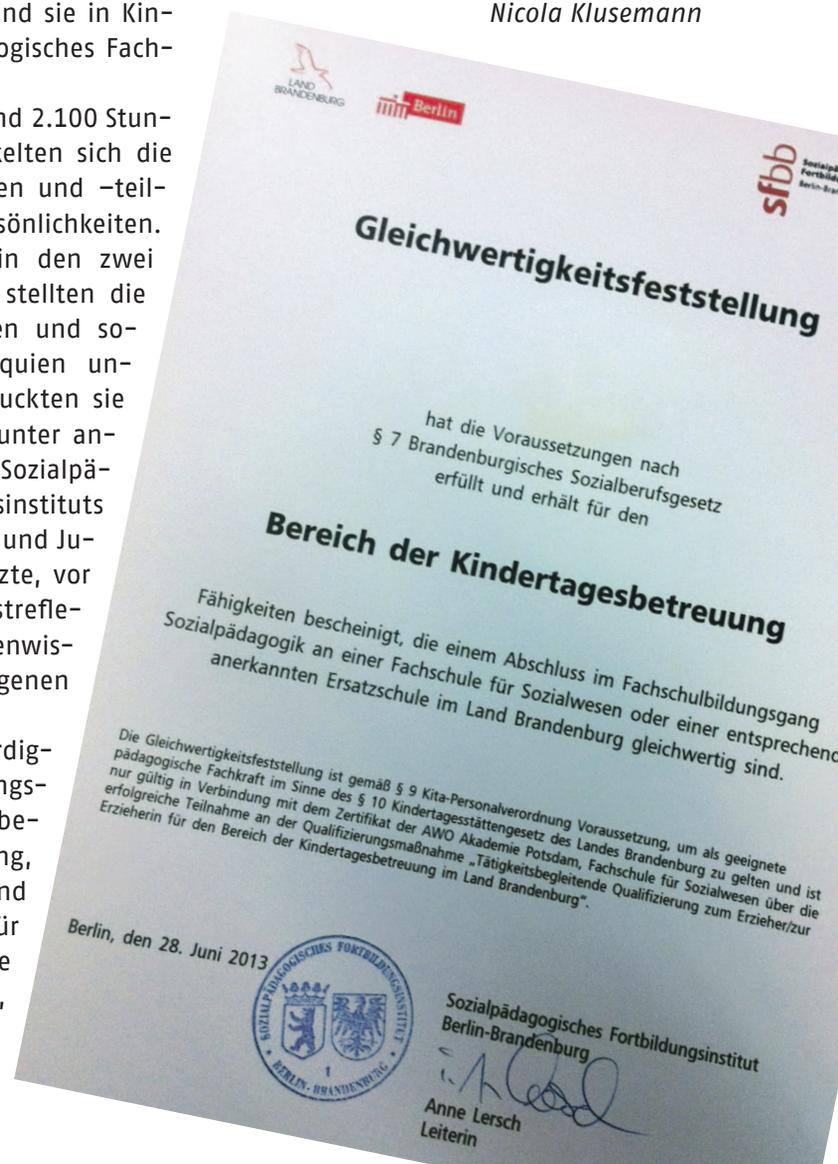 nd sie in Kin-
ogisches Fach-
nd 2.100 Stun-
kelten sich die
en und –teil-
sönlichkeiten.
in den zwei
stellten die
en und so-
quien un-
uckten sie
unter an-
Sozialpä-
sinstituts
und Ju-
zte, vor
strefle-
enwis-
genen
rdig-
ngs-
be-
ng,
nd
ür
e
,
Nicola Klusemann
LAND
BRANDENBURG
Berlin
sfbb
Sozialpä
Fortbild
Berlin-Bra
Gleichwertigkeitsfeststellung
hat die Voraussetzungen nach
§ 7 Brandenburgisches Sozialberufsgesetz
erfüllt und erhält für den
Bereich der Kindertagesbetreuung
Fähigkeiten bescheinigt, die einem Abschluss im Fachschulbildungsgang
Sozialpädagogik an einer Fachschule für Sozialwesen oder einer entsprechend
anerkannten Ersatzschule im Land Brandenburg gleichwertig sind.
Die Gleichwertigkeitsfeststellung ist gemäß § 9 Kita-Personalverordnung Voraussetzung, um als geeignete
pädagogische Fachkraft im Sinne des § 10 Kindertagesstättengesetz des Landes Brandenburg zu gelten und ist
nur gültig in Verbindung mit dem Zertifikat der AWO Akademie Potsdam, Fachschule für Sozialwesen über die
erfolgreiche Teilnahme an der Qualifizierungsmaßnahme „Tätigkeitsbegleitende Qualifizierung zum Erzieher/zur
Erzieherin für den Bereich der Kindertagesbetreuung im Land Brandenburg“.
Berlin, den 28. Juni 2013
SOZIALPÄDAGOGISCHES FORTBILDUNGSINSTITUT
BERLIN-BRANDENBURG
1
Sozialpädagogisches Fortbildungsinstitut
Berlin-Brandenburg
Anne Lersch
Leiterin